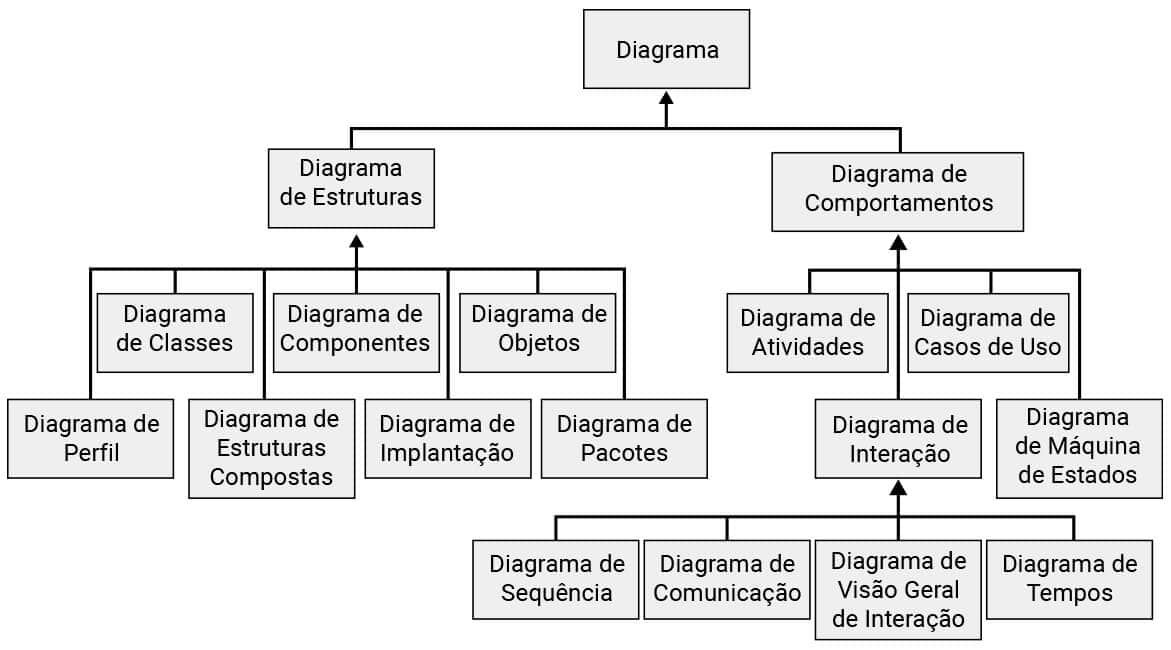 Diagrama
Diagrama
de Estruturas
Diagrama de
Comportamentos
Diagrama
de Classes
Diagrama de
Componentes
Diagrama de
Objetos
Diagrama de
Atividades
Diagrama de
Casos de Uso
Diagrama de
Perfil
Diagrama de
Estruturas
Compostas
Diagrama de
Implantação
Diagrama de
Pacotes
Diagrama de
Interação
Diagrama
de Máquina
de Estados
Diagrama de
Sequência
Diagrama de
Comunicação
Diagrama de
Visão Geral
de Interação
Diagrama de
Tempos